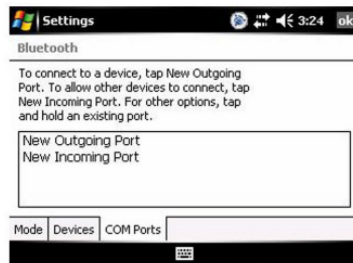 Settings 3:24 ok
Bluetooth
To connect to a device, tap New Outgoing
Port. To allow other devices to connect, tap
New Incoming Port. For other options, tap
and hold an existing port.
New Outgoing Port
New Incoming Port
Mode Devices COM Ports